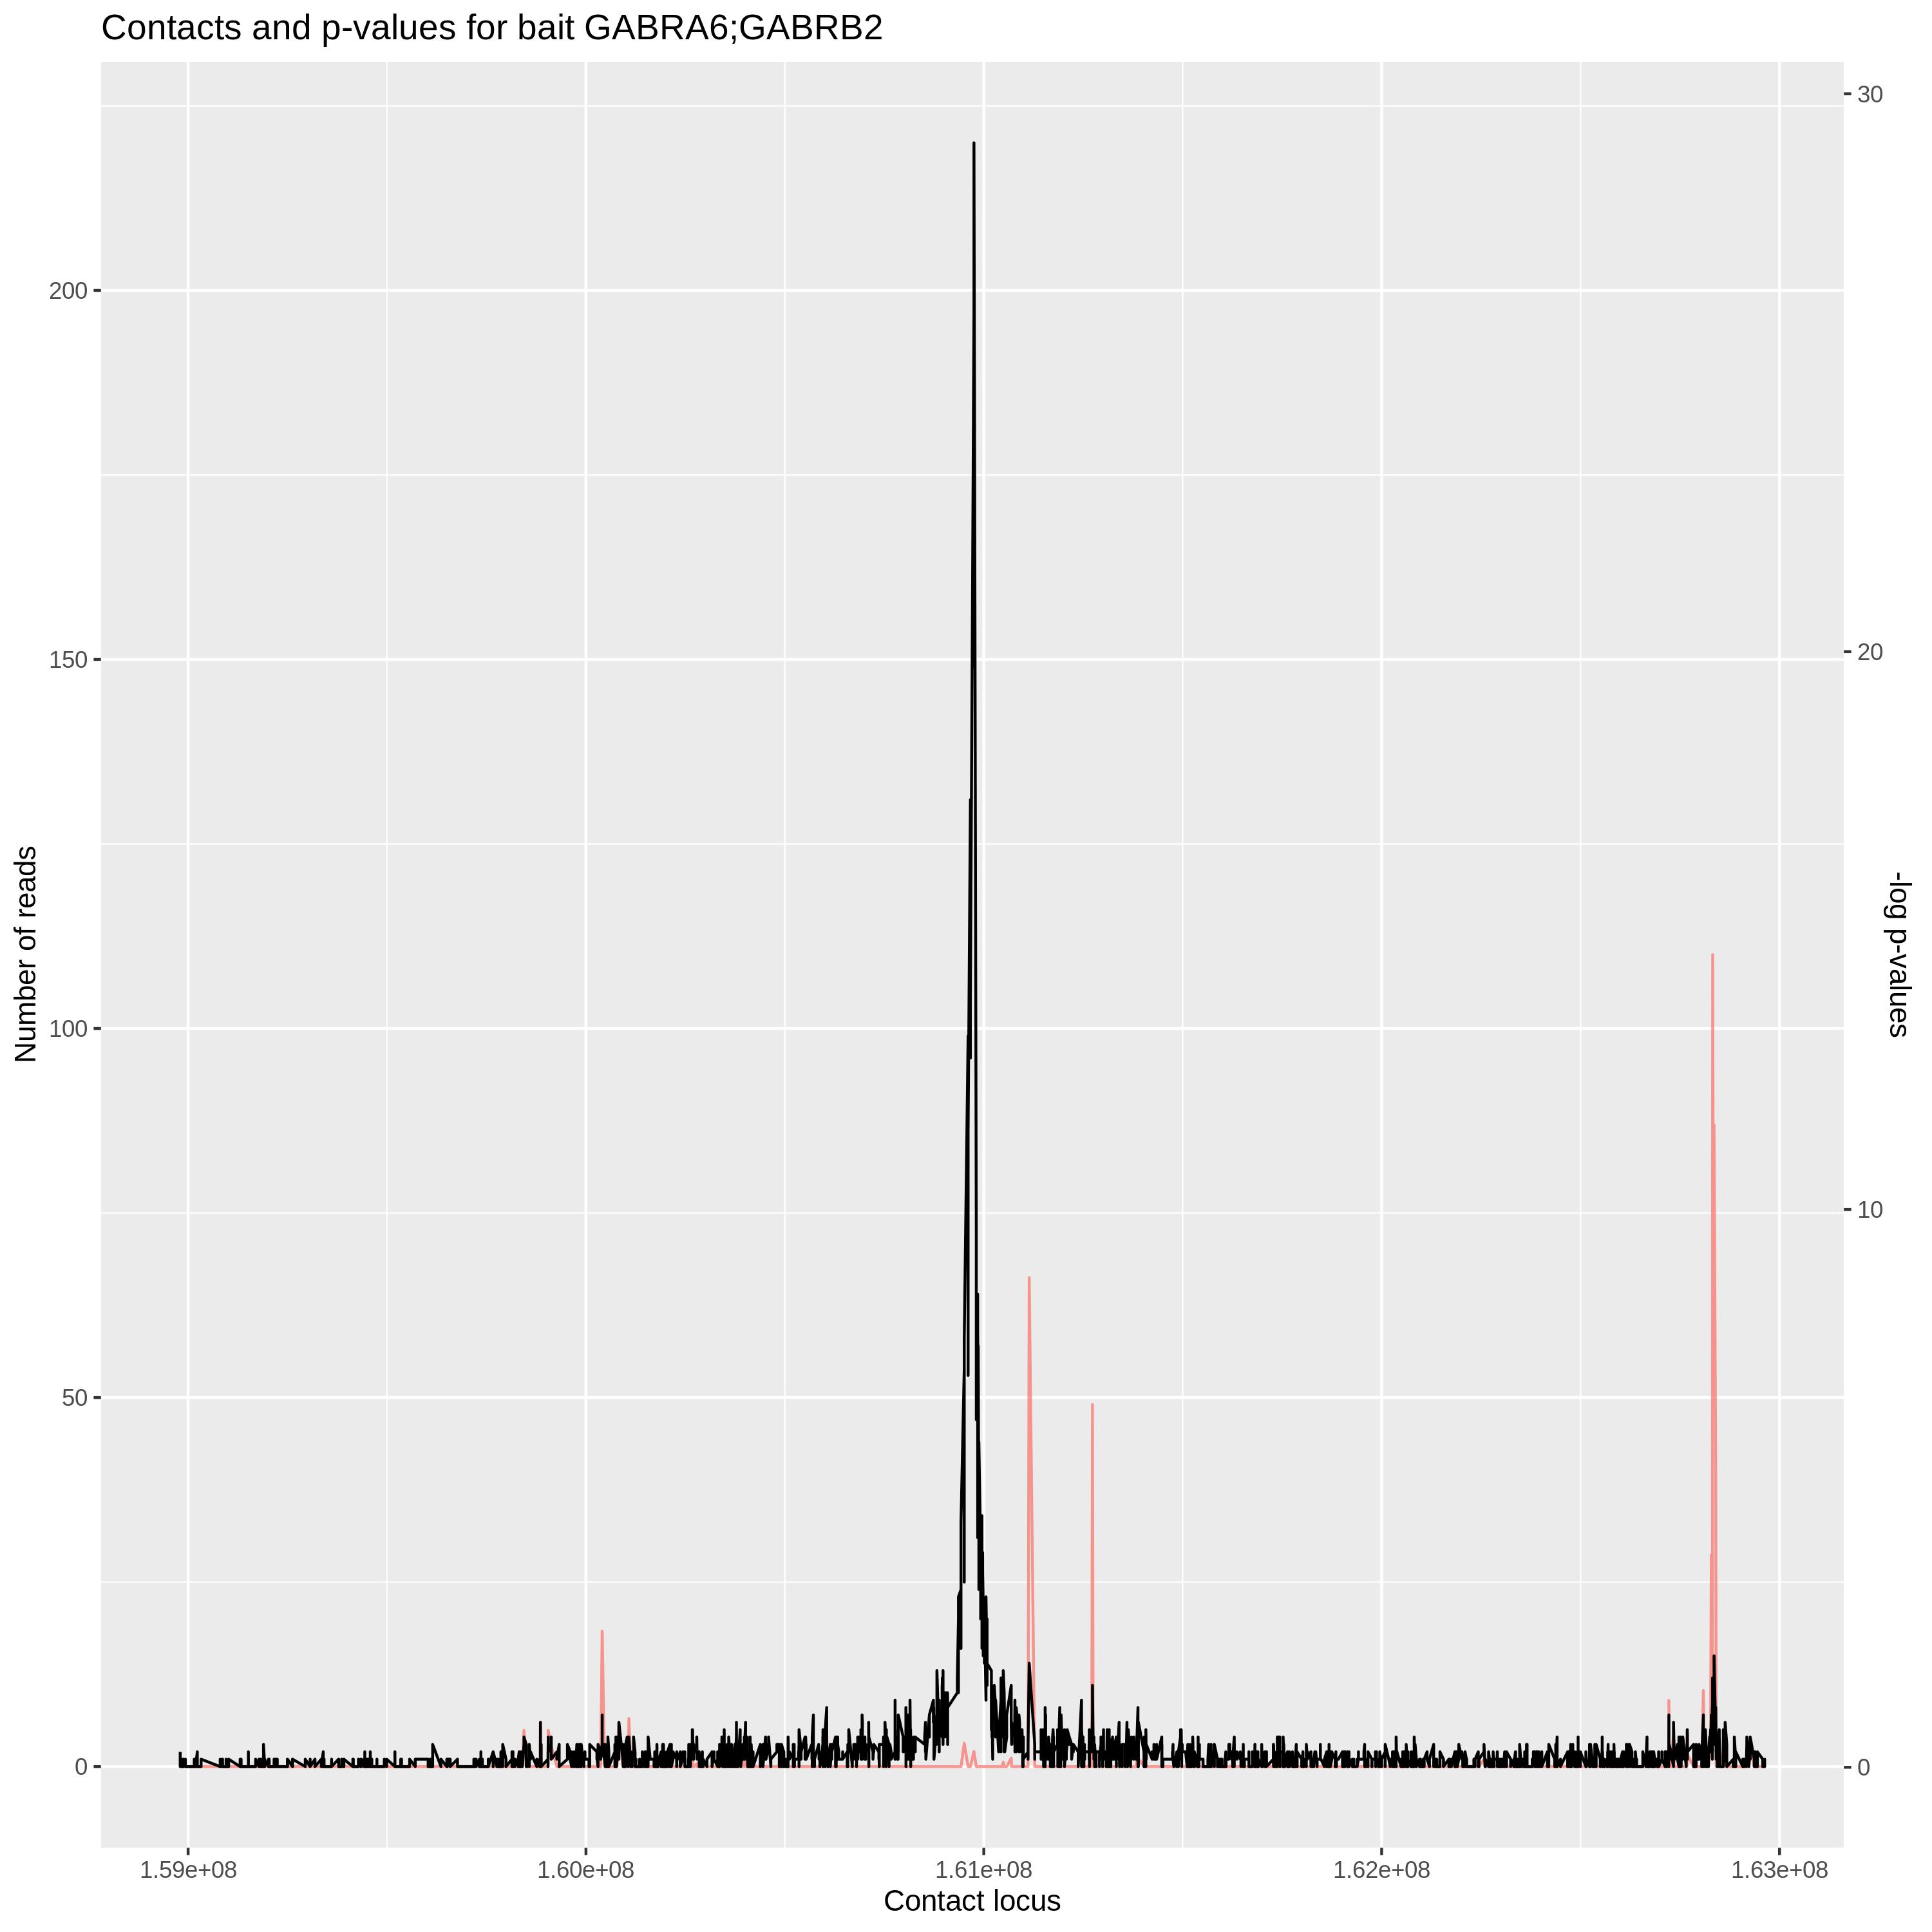 Contacts and p-values for bait GABRA6;GABRB2
30
200
20
150
Number of reads
-log p-values
100
10
50
0
0
1.59e+08 1.60e+08 1.61e+08 1.62e+08 1.63e+08
Contact locus